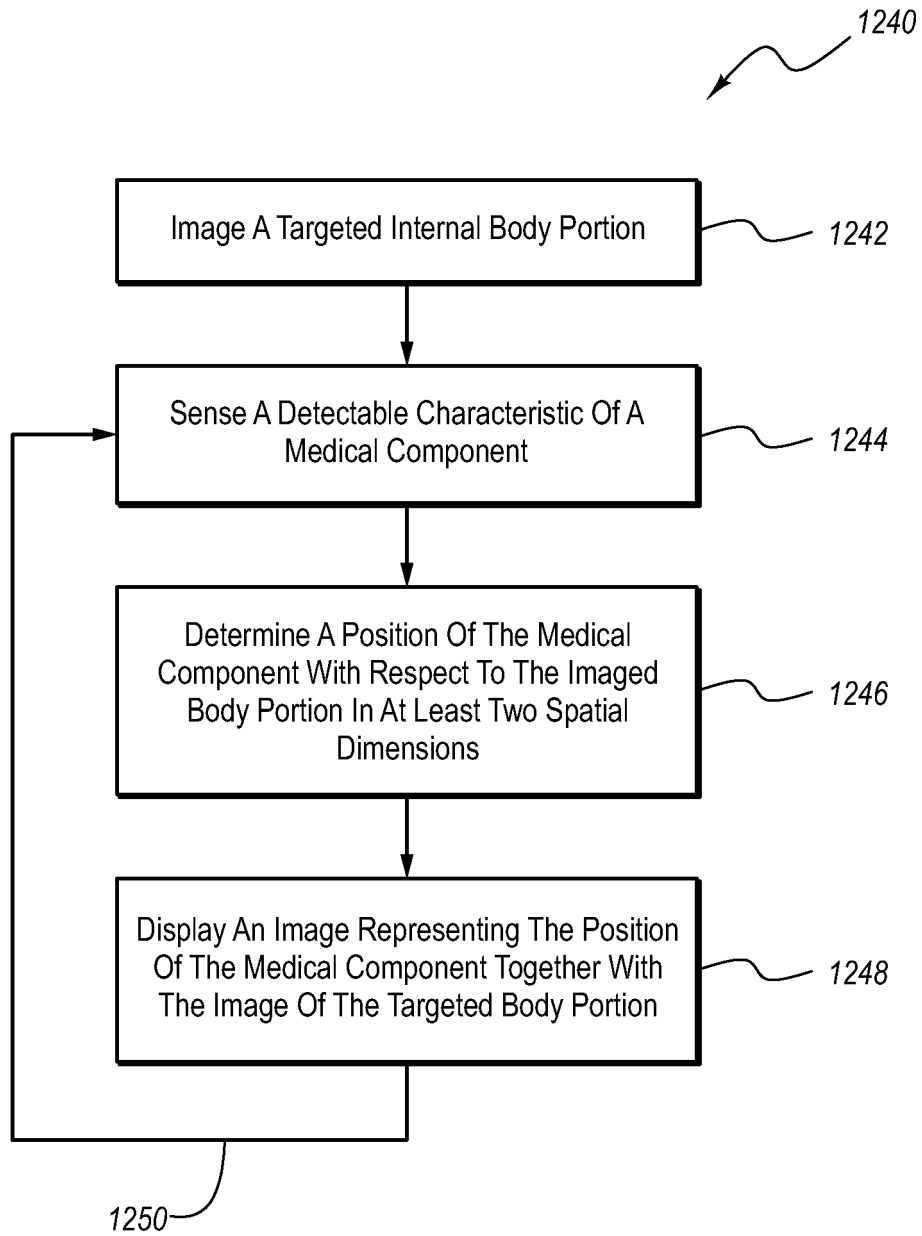 1240
Image A Targeted Internal Body Portion
1242
Sense A Detectable Characteristic Of A
Medical Component
1244
Determine A Position Of The Medical
Component With Respect To The Imaged
Body Portion In At Least Two Spatial
Dimensions
1246
Display An Image Representing The Position
Of The Medical Component Together With
The Image Of The Targeted Body Portion
1248
1250